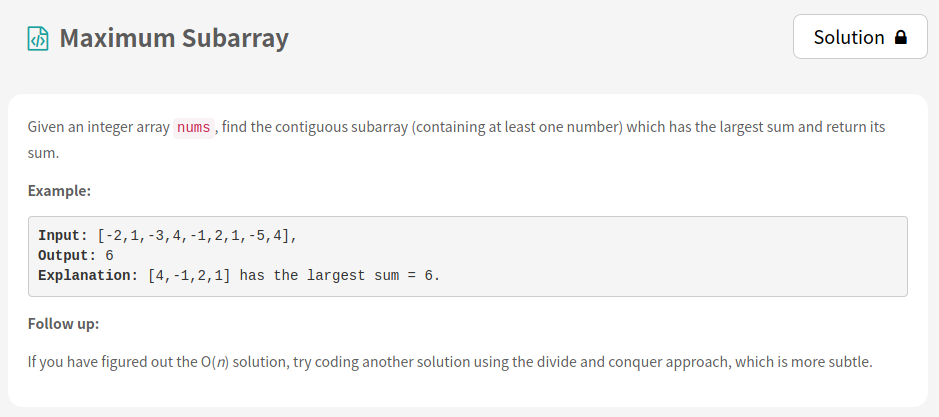 Maximum Subarray
Solution
Given an integer array nums, find the contiguous subarray (containing at least one number) which has the largest sum and return its
sum.
Example:
Input: [-2,1,-3,4,-1,2,1,-5,4],
Output: 6
Explanation: [4,-1,2,1] has the largest sum = 6.
Follow up:
If you have figured out the O(n) solution, try coding another solution using the divide and conquer approach, which is more subtle.